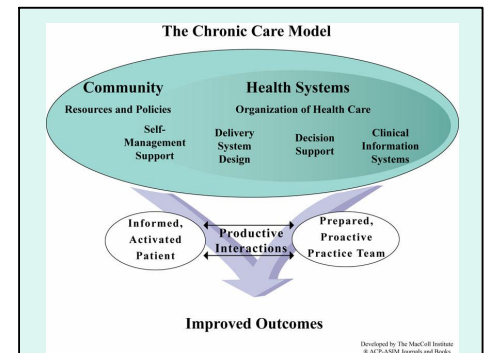 The Chronic Care Model
Community
Health Systems
Resources and Policies
Organization of Health Care
Self-
Management
Support
Delivery
System
Design
Decision
Support
Clinical
Information
Systems
Informed,
Activated
Patient
Productive
Interactions
Prepared,
Proactive
Practice Team
Improved Outcomes
Developed by The MacColl Institute
® ACP-ASIM Journals and Books